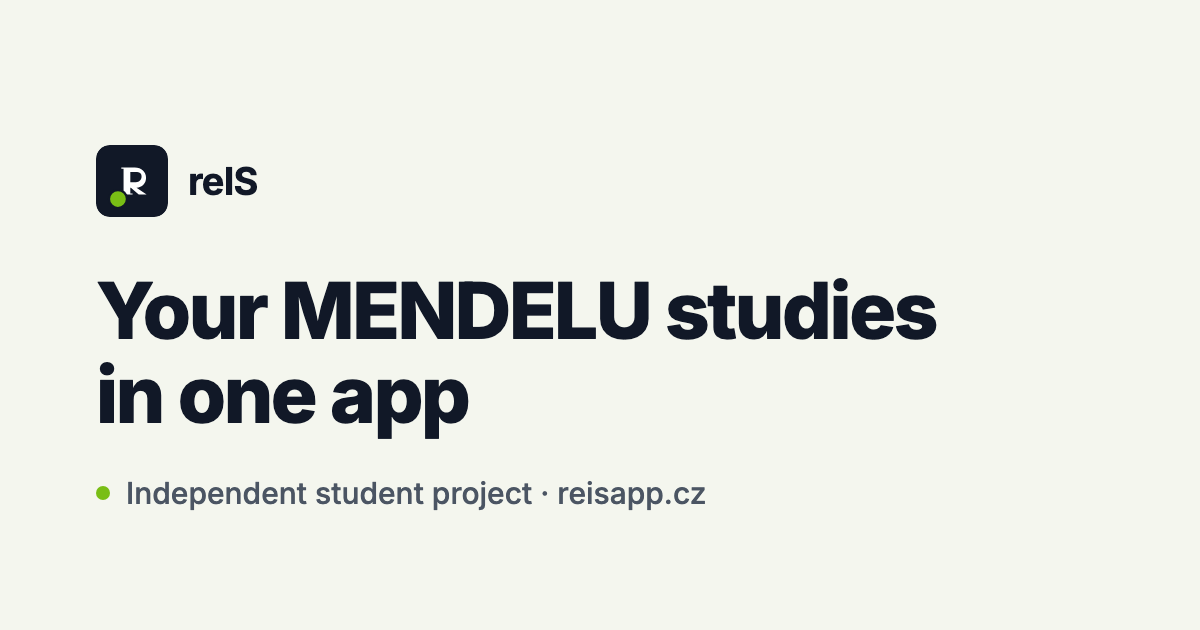 R
reIS
Your MENDELU studies
in one app
Independent student project · reisapp.cz